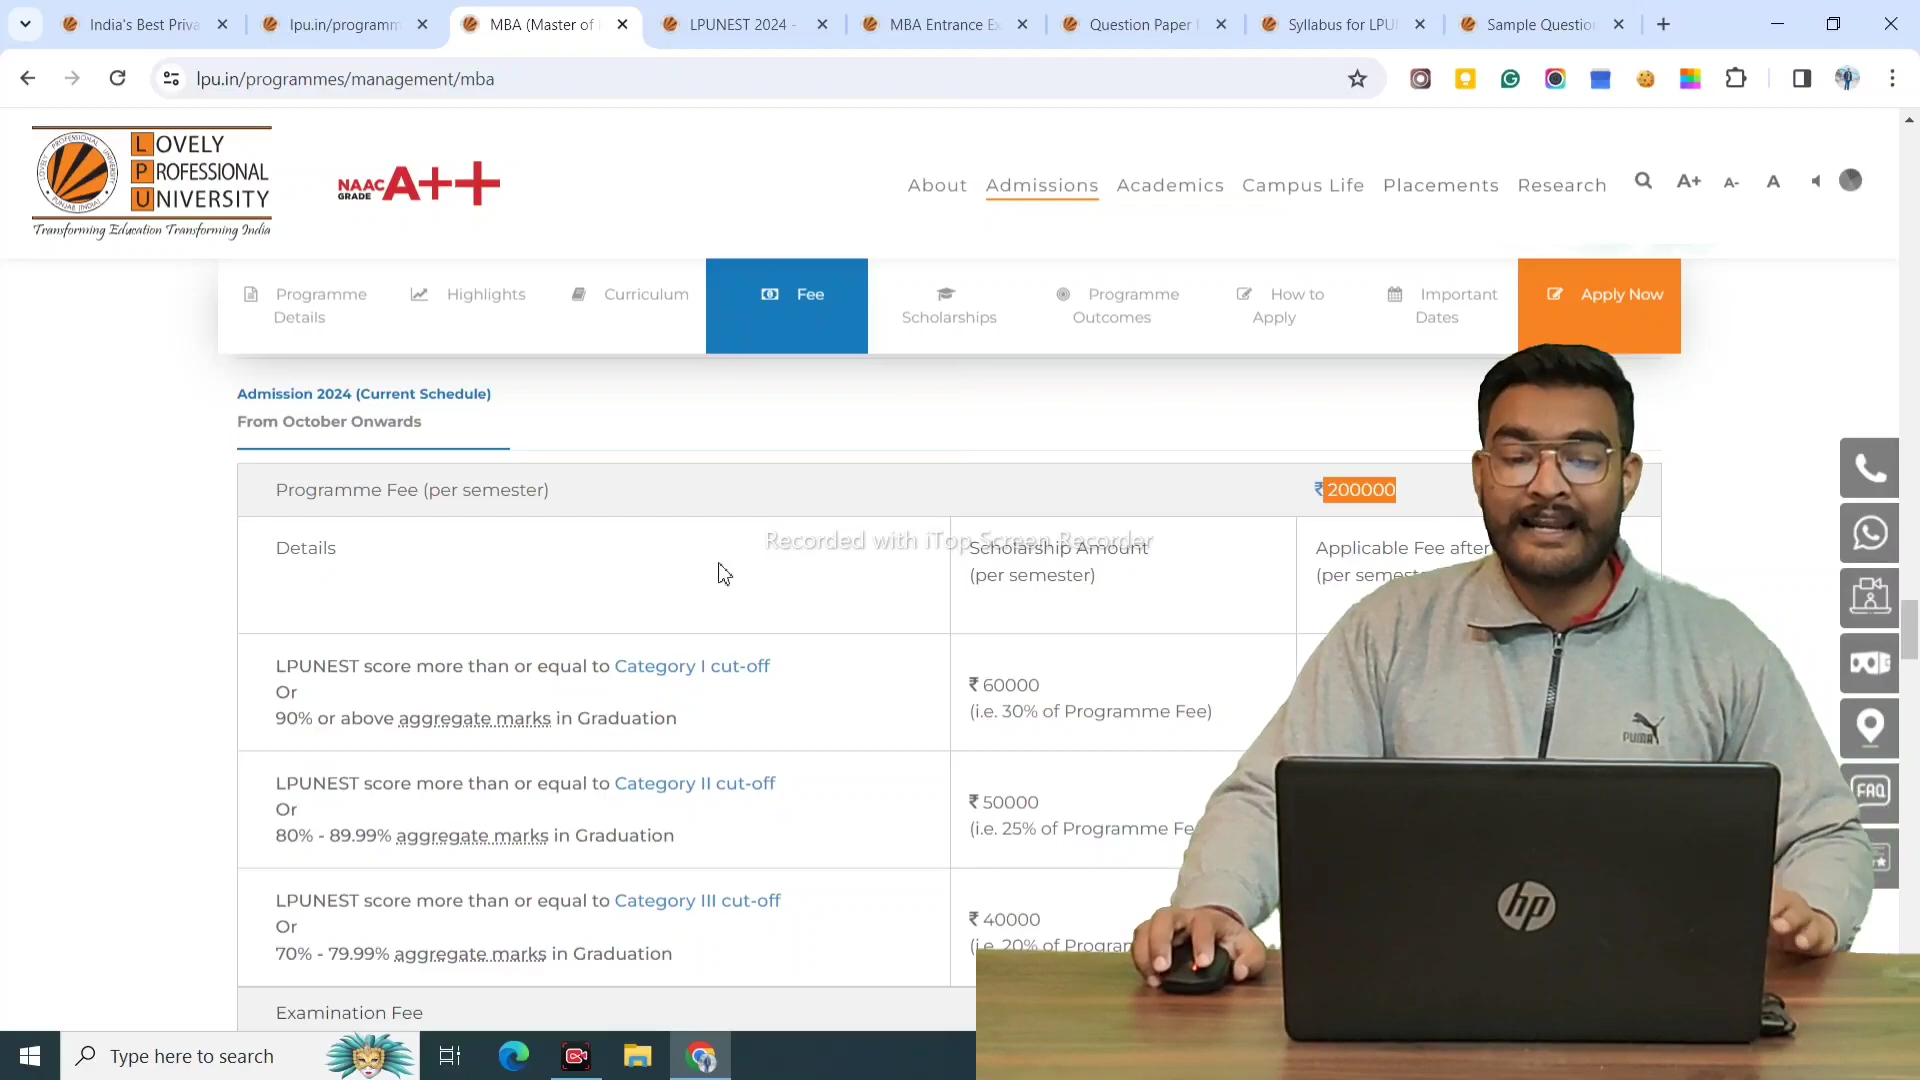 India's Best Priva
lpu.in/programm
MBA (Master of
LPUNEST 2024 -
MBA Entrance Ex
Question Paper
Syllabus for LPU
Sample Question
lpu.in/programmes/management/mba
LOVELY
PROFESSIONAL
UNIVERSITY
Transforming Education Transforming India
NAAC
GRADE
A++
About
Admissions
Academics
Campus Life
Placements
Research
A+
A-
A
Programme
Details
Highlights
Curriculum
Fee
Scholarships
Programme
Outcomes
How to
Apply
Important
Dates
Apply Now
Admission 2024 (Current Schedule)
From October Onwards
Programme Fee (per semester)
₹ 200000
Recorded with iTop Screen Recorder
Details
Scholarship Amount
(per semester)
Applicable Fee after
(per semester
LPUNEST score more than or equal to Category I cut-off
Or
90% or above aggregate marks in Graduation
₹ 60000
(i.e. 30% of Programme Fee)
LPUNEST score more than or equal to Category II cut-off
Or
80% - 89.99% aggregate marks in Graduation
₹ 50000
(i.e. 25% of Programme Fe
LPUNEST score more than or equal to Category III cut-off
Or
70% - 79.99% aggregate marks in Graduation
₹ 40000
(i.e. 20% of Program
Examination Fee
FAQ
PUMA
hp
Type here to search